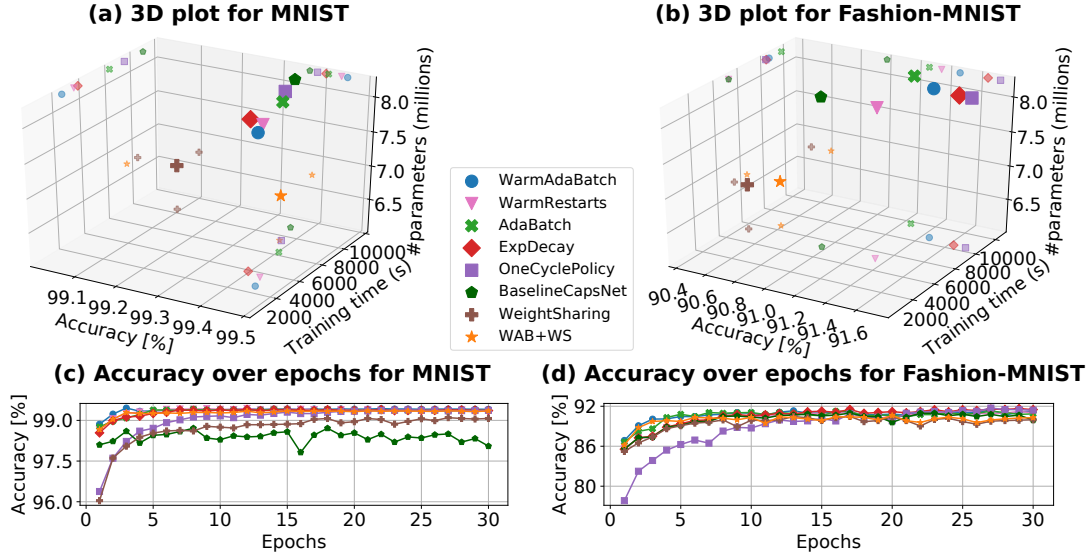 (a) 3D plot for MNIST
(b) 3D plot for Fashion-MNIST
8.0
7.5
7.0
6.5
#parameters (millions)
10000
8000
6000
4000
2000
Training time (s)
99.1
99.2
99.3
99.4
99.5
Accuracy [%]
WarmAdaBatch
WarmRestarts
AdaBatch
ExpDecay
OneCyclePolicy
BaselineCapsNet
WeightSharing
WAB+WS
8.0
7.5
7.0
6.5
#parameters (millions)
10000
8000
6000
4000
2000
Training time (s)
90.4
90.6
90.8
91.0
91.2
91.4
91.6
Accuracy [%]
(c) Accuracy over epochs for MNIST
Accuracy [%]
99.0
97.5
96.0
0 5 10 15 20 25 30
Epochs
(d) Accuracy over epochs for Fashion-MNIST
Accuracy [%]
92
86
80
0 5 10 15 20 25 30
Epochs